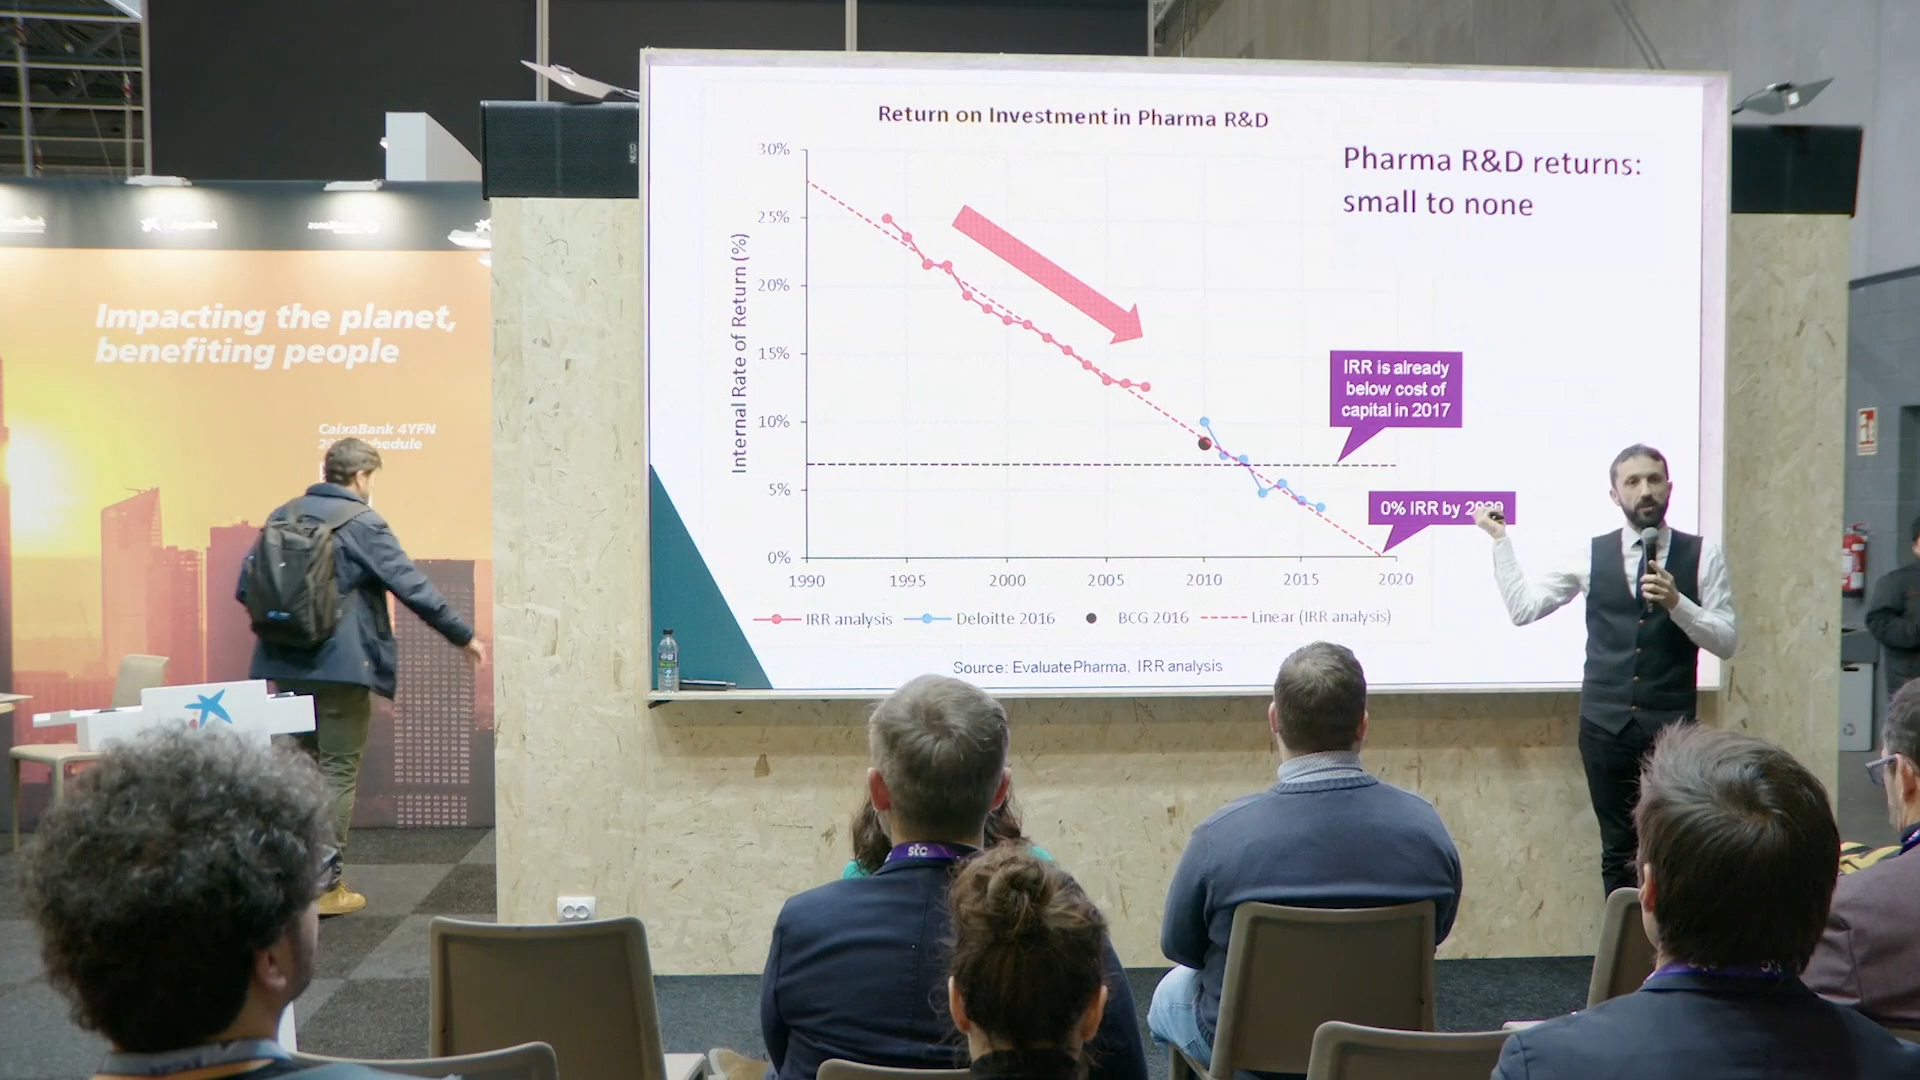 Impacting the planet,
benefiting people
CaixaBank 4YFN
Return on Investment in Pharma R&D
Pharma R&D returns:
small to none
Internal Rate of Return (%)
30%
25%
20%
15%
10%
5%
0%
1990 1995 2000 2005 2010 2015 2020
IRR is already
below cost of
capital in 2017
0% IRR by
IRR analysis Deloitte 2016 BCG 2016 Linear (IRR analysis)
Source: EvaluatePharma, IRR analysis
stc